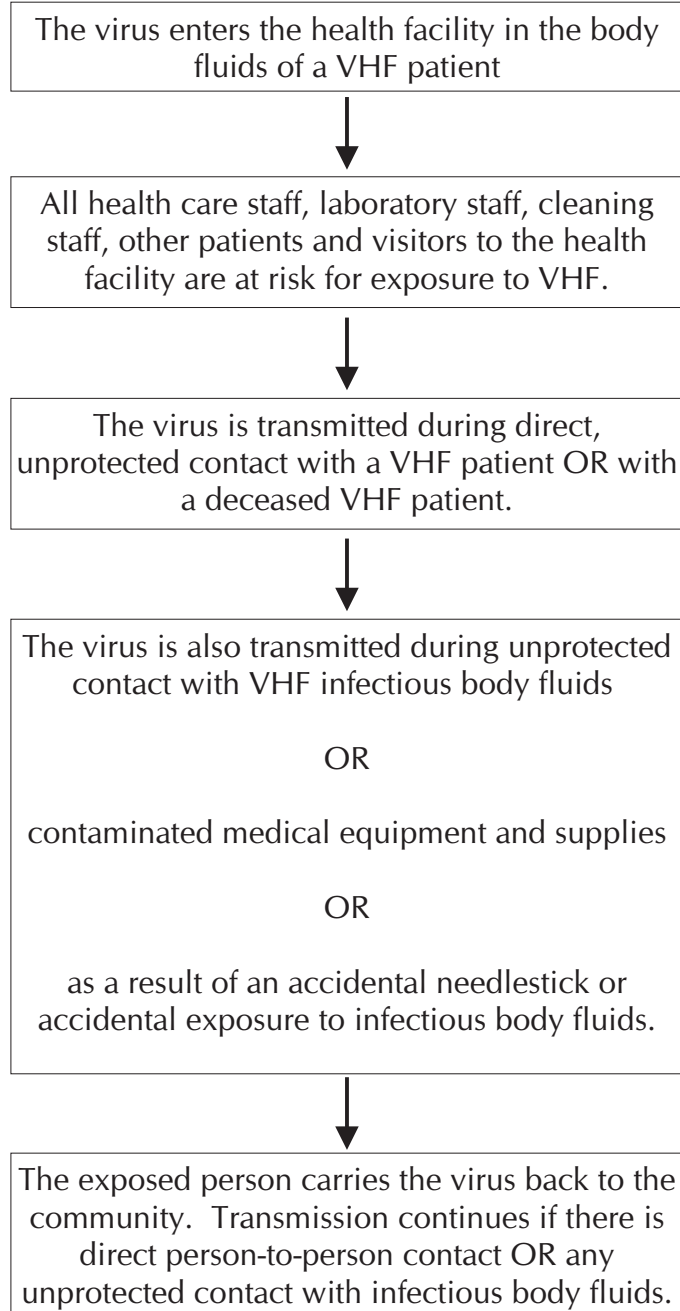 The virus enters the health facility in the body
fluids of a VHF patient
All health care staff, laboratory staff, cleaning
staff, other patients and visitors to the health
facility are at risk for exposure to VHF.
The virus is transmitted during direct,
unprotected contact with a VHF patient OR with
a deceased VHF patient.
The virus is also transmitted during unprotected
contact with VHF infectious body fluids
OR
contaminated medical equipment and supplies
OR
as a result of an accidental needlestick or
accidental exposure to infectious body fluids.
The exposed person carries the virus back to the
community.  Transmission continues if there is
direct person-to-person contact OR any
unprotected contact with infectious body fluids.